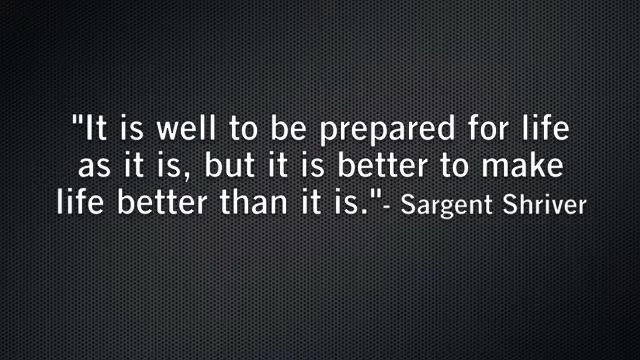 "It is well to be prepared for life
as it is, but it is better to make
life better than it is."- Sargent Shriver